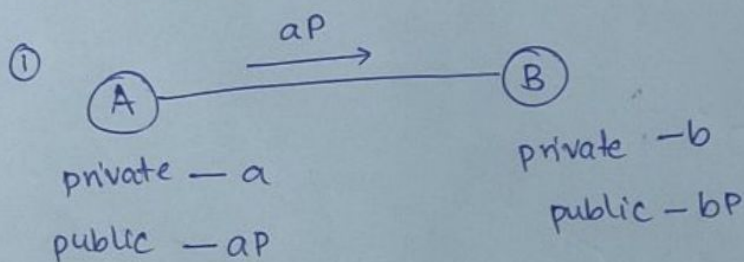 ①
aP
A
B
private — a
private — b
public — aP
public — bP